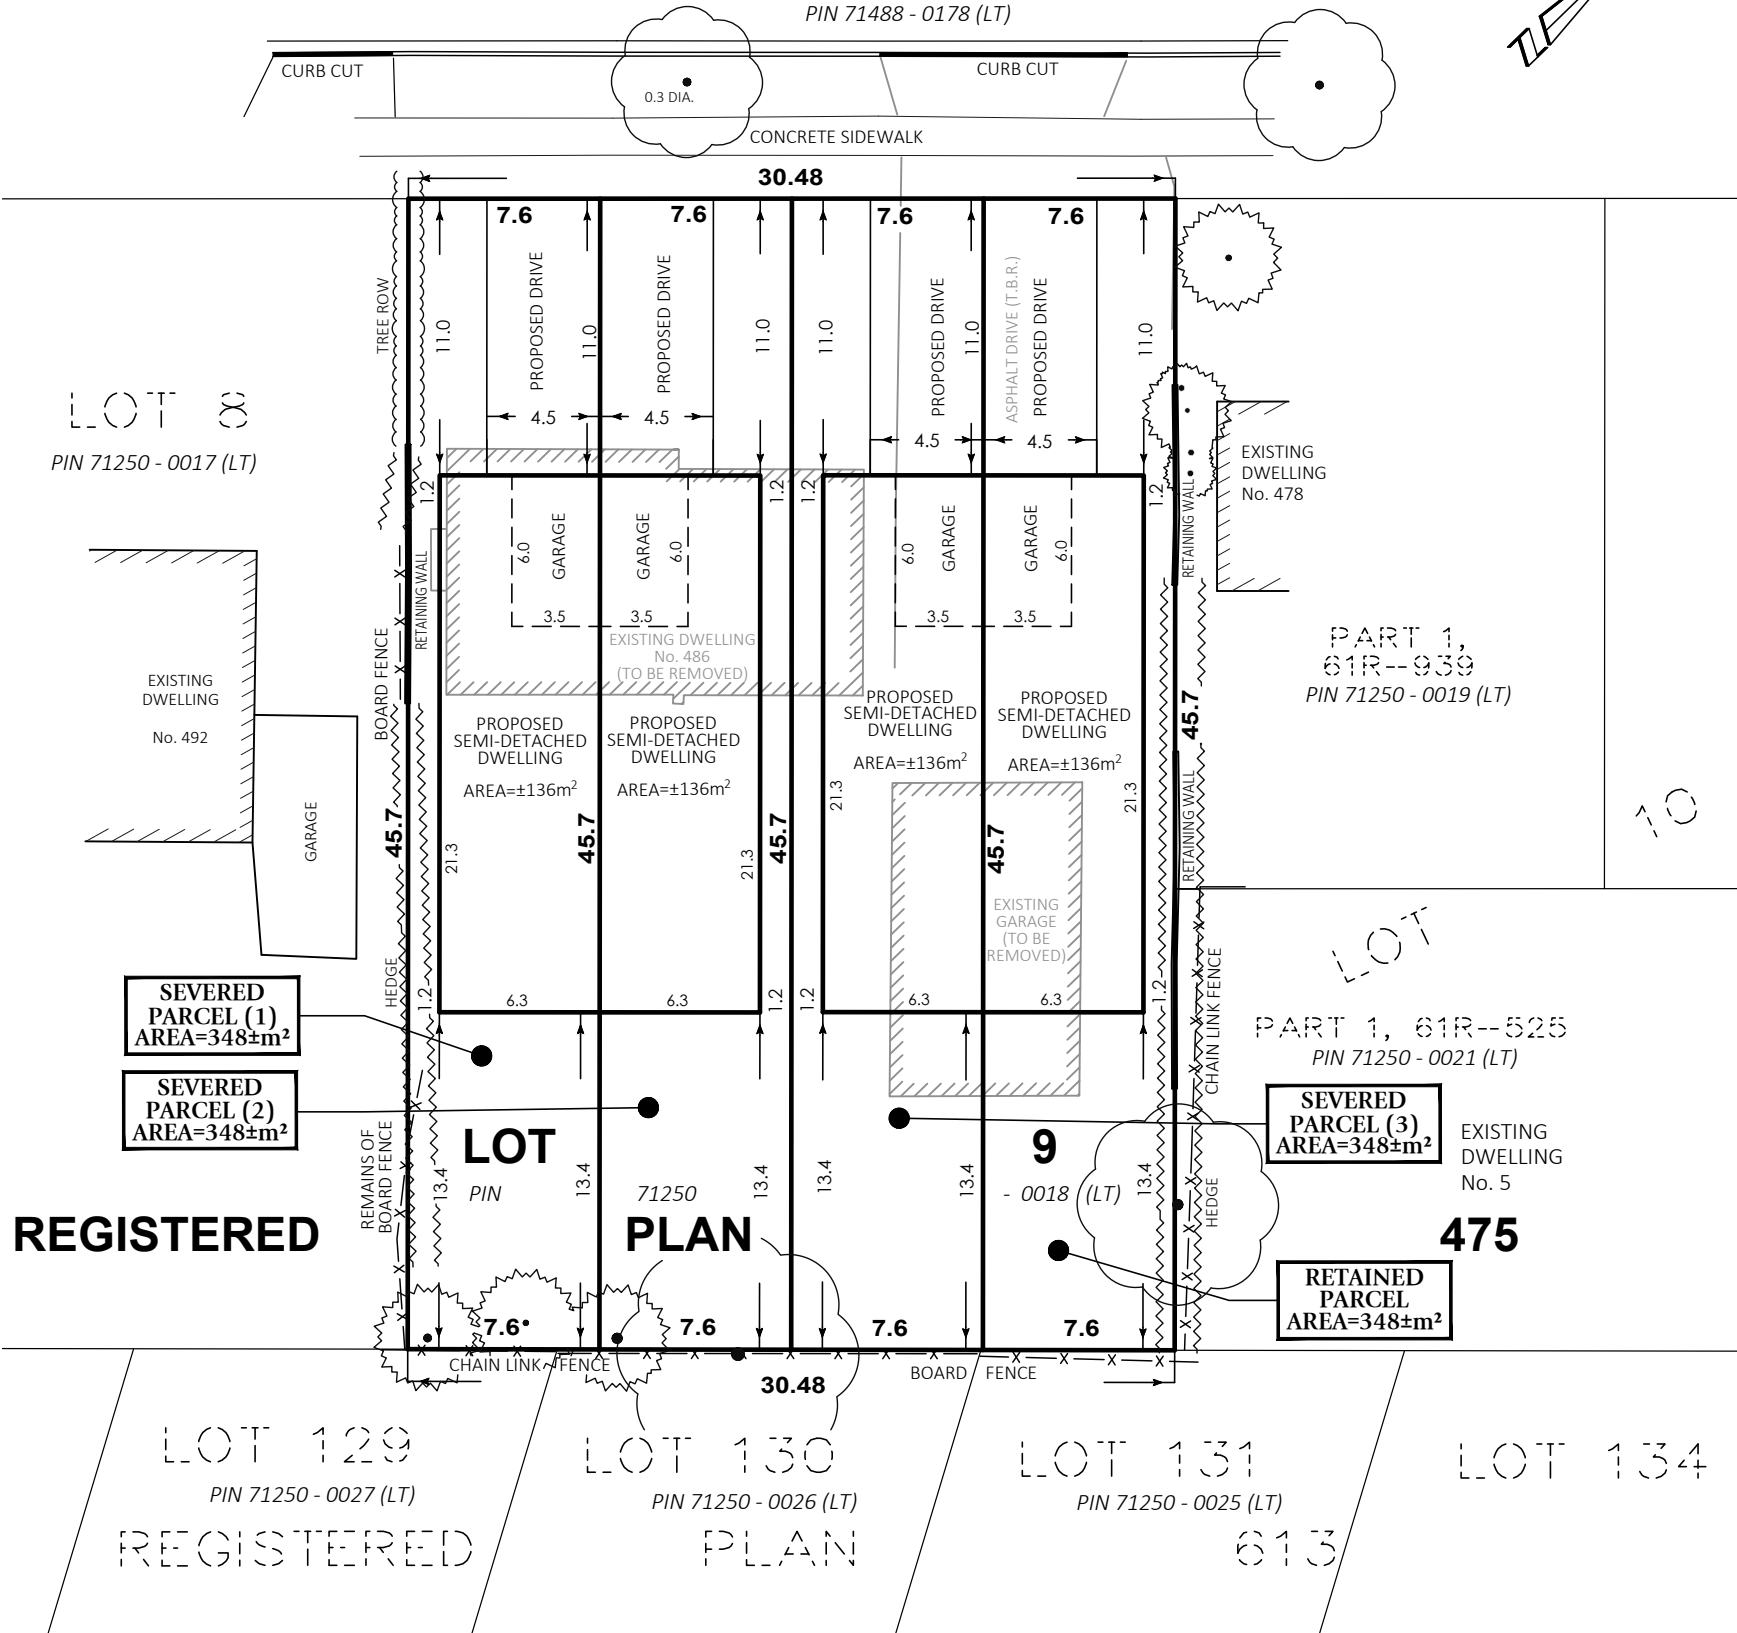 PIN 71488 - 0178 (LT)
CURB CUT
CURB CUT
0.3 DIA.
CONCRETE SIDEWALK
30.48
7.6
7.6
7.6
7.6
TREE ROW
11.0
PROPOSED DRIVE
11.0
PROPOSED DRIVE
11.0
11.0
PROPOSED DRIVE
11.0
ASPHALT DRIVE (T.B.R.)
PROPOSED DRIVE
11.0
4.5
4.5
4.5
4.5
LOT 8
PIN 71250 - 0017 (LT)
EXISTING
DWELLING
No. 478
1.2
1.2
1.2
1.2
RETAINING WALL
RETAINING WALL
6.0
GARAGE
GARAGE
6.0
6.0
GARAGE
GARAGE
6.0
3.5
3.5
3.5
3.5
EXISTING DWELLING
No. 486
(TO BE REMOVED)
BOARD FENCE
EXISTING
DWELLING
No. 492
GARAGE
PART 1,
61R--939
PIN 71250 - 0019 (LT)
PROPOSED
SEMI-DETACHED
DWELLING
AREA=±136m²
PROPOSED
SEMI-DETACHED
DWELLING
AREA=±136m²
PROPOSED
SEMI-DETACHED
DWELLING
AREA=±136m²
PROPOSED
SEMI-DETACHED
DWELLING
AREA=±136m²
45.7
45.7
45.7
45.7
45.7
21.3
21.3
21.3
21.3
RETAINING WALL
10
LOT
EXISTING
GARAGE
(TO BE
REMOVED)
HEDGE
1.2
6.3
6.3
1.2
1.2
6.3
6.3
1.2
CHAIN LINK FENCE
SEVERED
PARCEL (1)
AREA=348±m²
SEVERED
PARCEL (2)
AREA=348±m²
PART 1, 61R--525
PIN 71250 - 0021 (LT)
SEVERED
PARCEL (3)
AREA=348±m²
EXISTING
DWELLING
No. 5
REMAINS OF
BOARD FENCE
LOT 9
PIN 71250 - 0018 (LT)
13.4
13.4
13.4
13.4
13.4
13.4
HEDGE
REGISTERED PLAN 475
RETAINED
PARCEL
AREA=348±m²
7.6
7.6
7.6
7.6
CHAIN LINK FENCE
BOARD FENCE
30.48
LOT 129
PIN 71250 - 0027 (LT)
LOT 130
PIN 71250 - 0026 (LT)
LOT 131
PIN 71250 - 0025 (LT)
LOT 134
REGISTERED PLAN 613